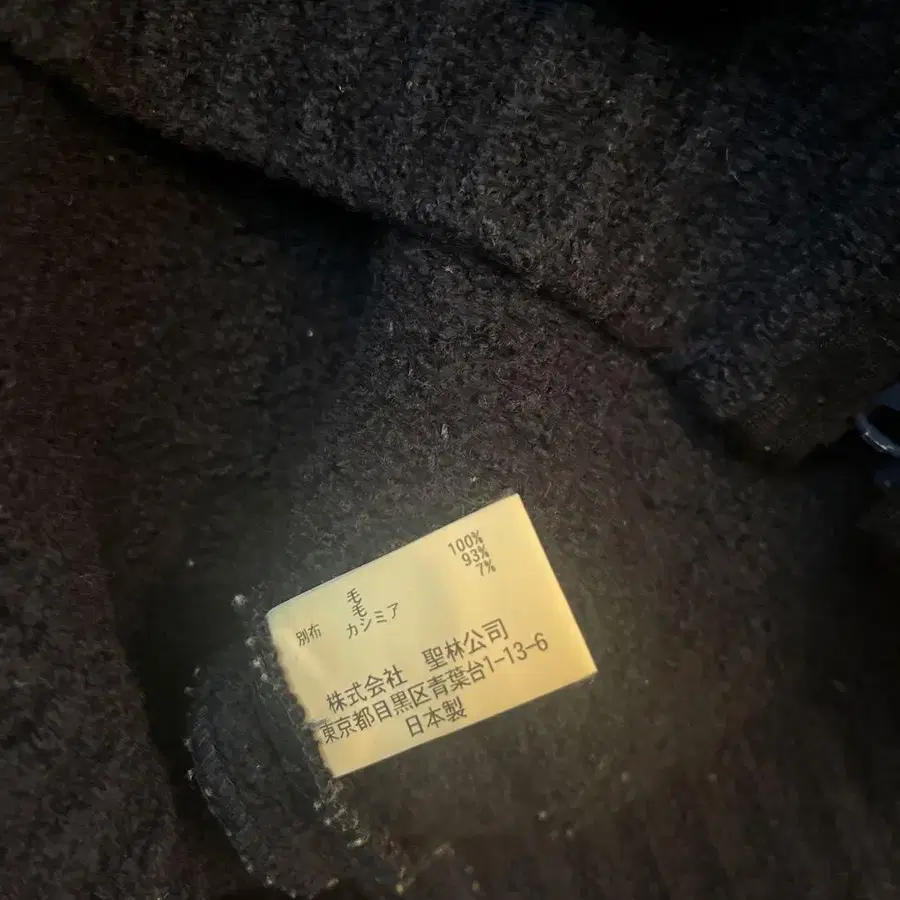 毛 100%
別布 毛 93%
カシミア 7%
株式会社 聖林公司
東京都目黒区青葉台1-13-6
日本製